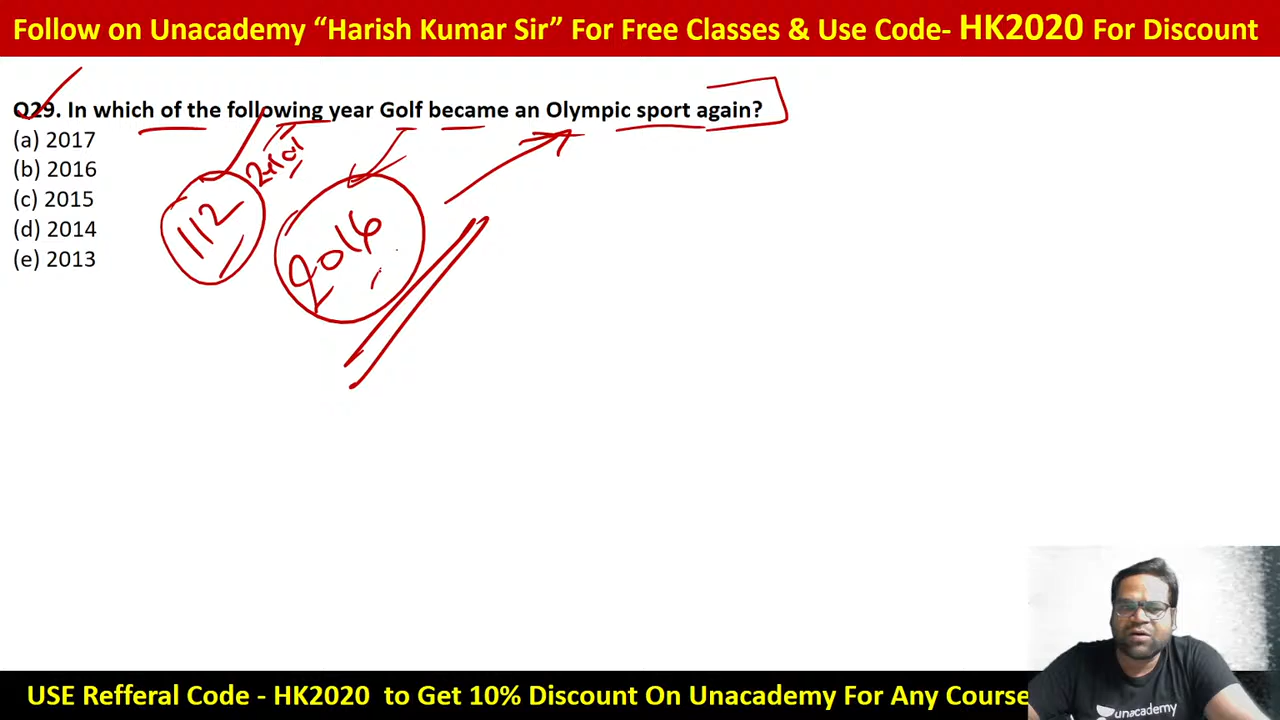 Follow on Unacademy “Harish Kumar Sir” For Free Classes & Use Code- HK2020 For Discount
Q29. In which of the following year Golf became an Olympic sport again?
(a) 2017
(b) 2016
(c) 2015
(d) 2014
(e) 2013
112
2016
unacademy
USE Refferal Code - HK2020 to Get 10% Discount On Unacademy For Any Course